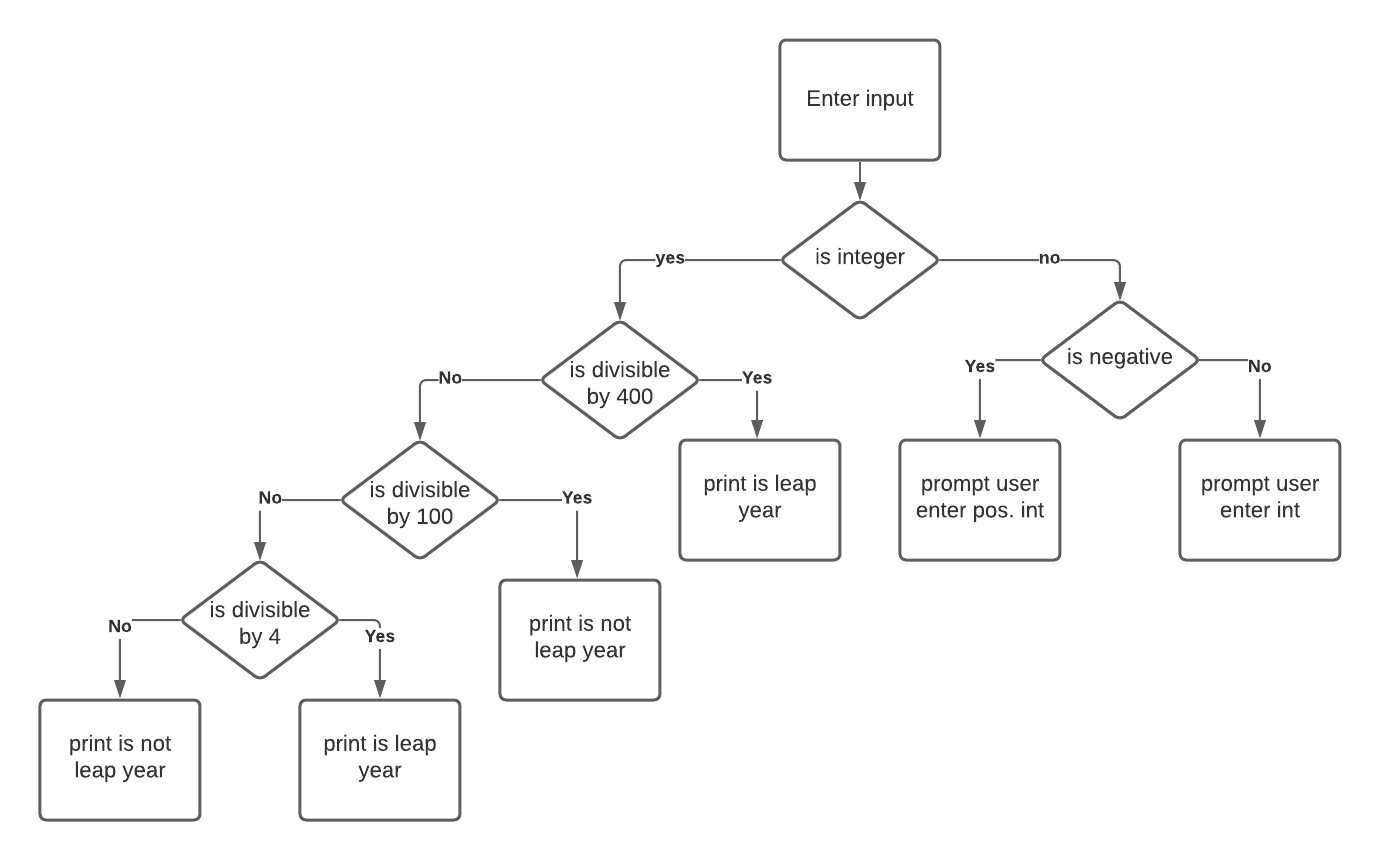 Enter input
is integer
yes
no
is divisible
by 400
No
Yes
is negative
Yes
No
is divisible
by 100
No
Yes
print is leap
year
prompt user
enter pos. int
prompt user
enter int
is divisible
by 4
No
Yes
print is not
leap year
print is not
leap year
print is leap
year